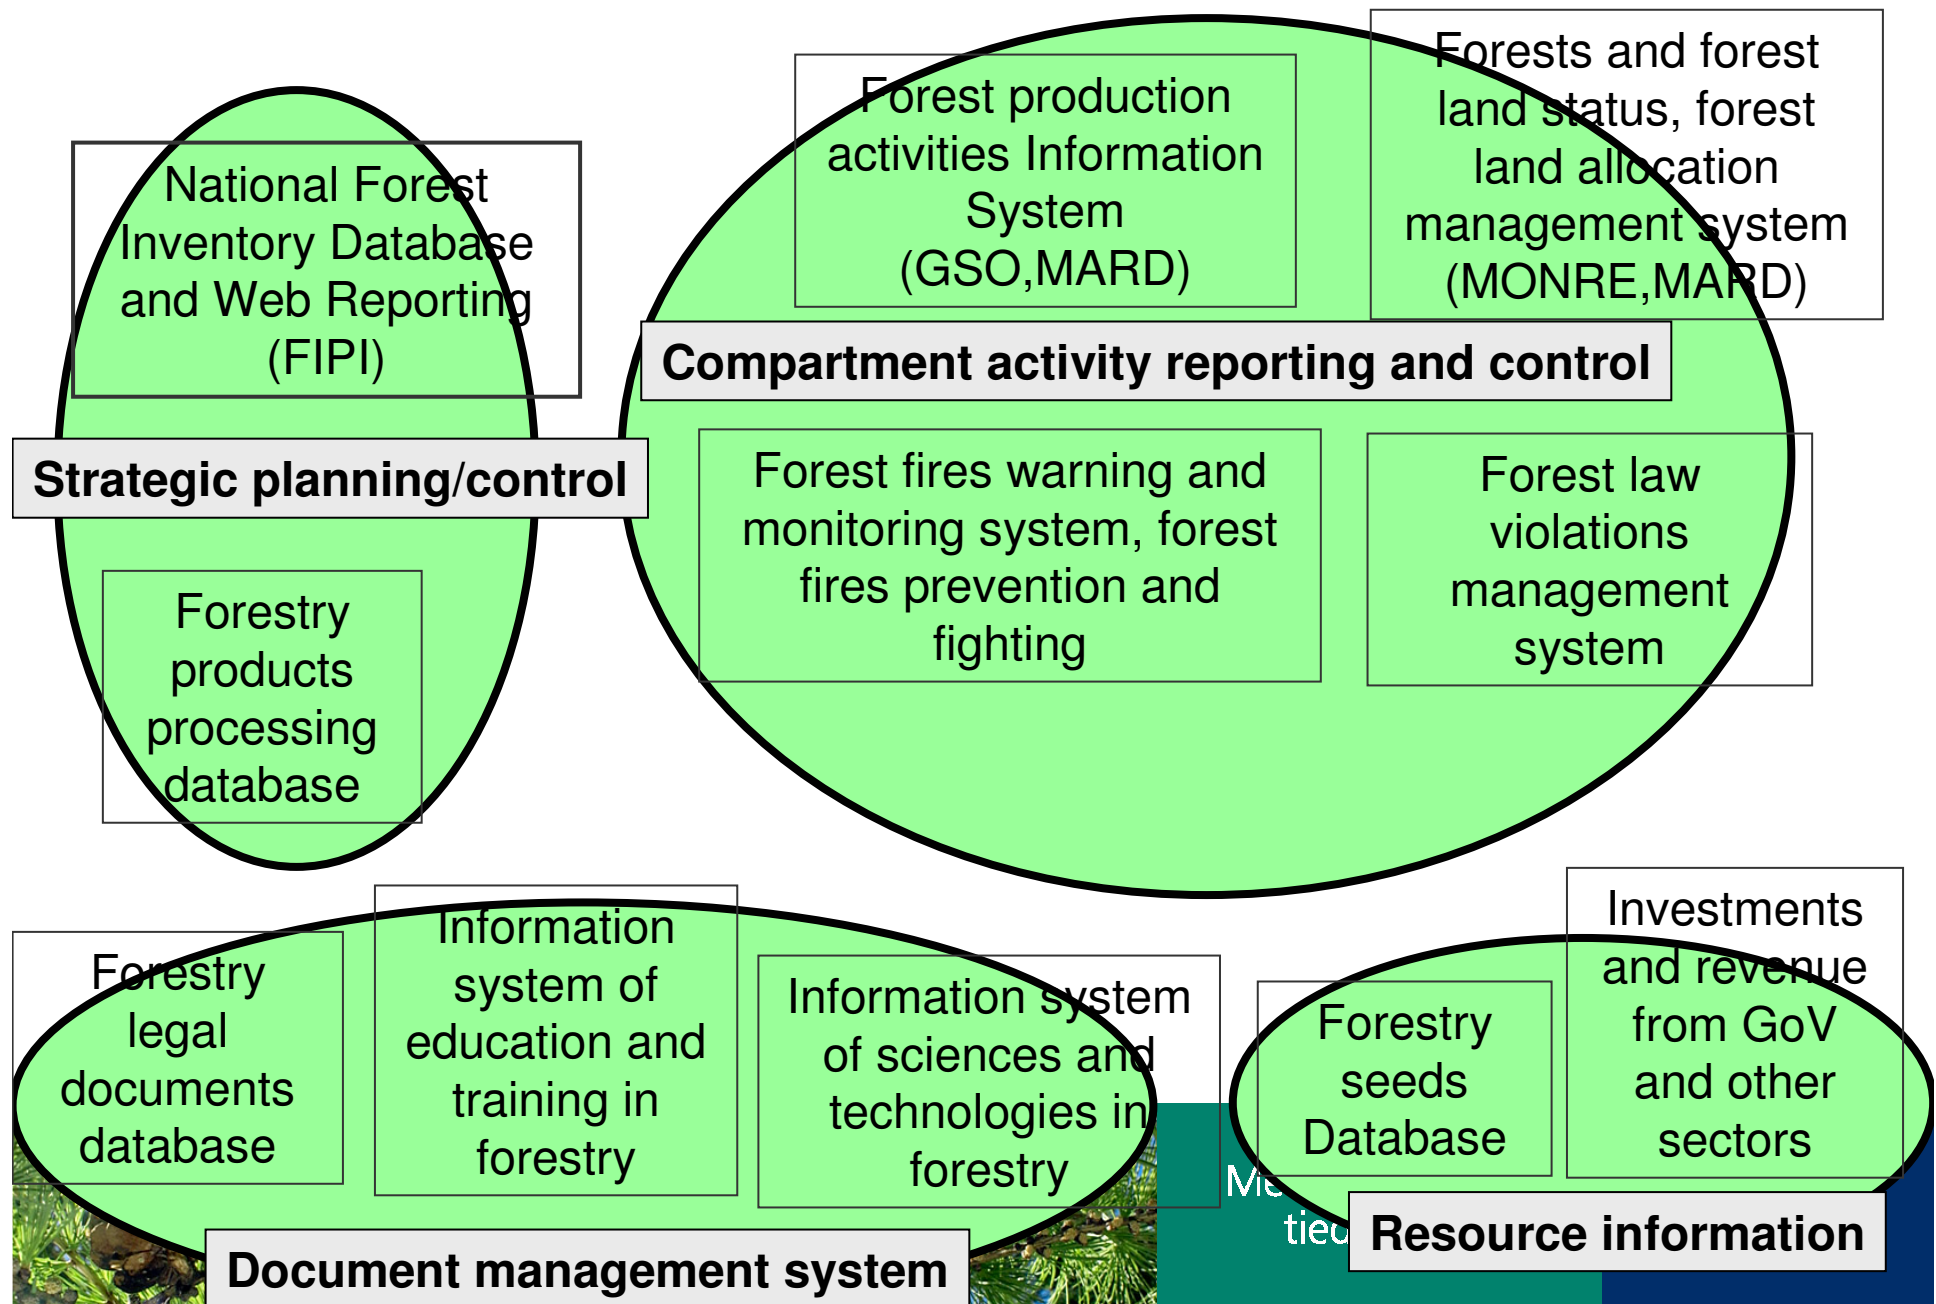 National Forest
Inventory Database
and Web Reporting
(FIPI)
Strategic planning/control
Forestry
products
processing
database
Forest production
activities Information
System
(GSO,MARD)
Forests and forest
land status, forest
land allocation
management system
(MONRE,MARD)
Compartment activity reporting and control
Forest fires warning and
monitoring system, forest
fires prevention and
fighting
Forest law
violations
management
system
Forestry
legal
documents
database
Information
system of
education and
training in
forestry
Information system
of sciences and
technologies in
forestry
Document management system
Forestry
seeds
Database
Investments
and revenue
from GoV
and other
sectors
Resource information